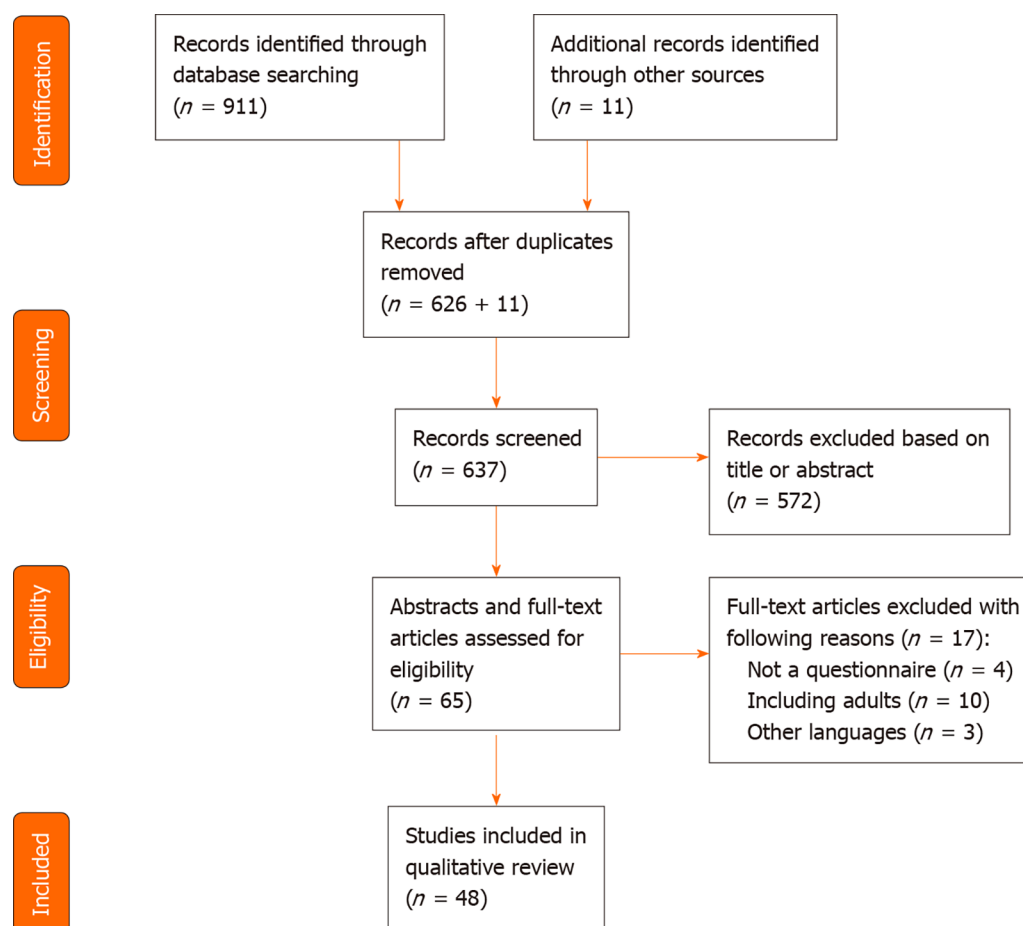 Identification
Records identified through
database searching
(n = 911)
Additional records identified
through other sources
(n = 11)
Records after duplicates
removed
(n = 626 + 11)
Screening
Records screened
(n = 637)
Records excluded based on
title or abstract
(n = 572)
Eligibility
Abstracts and full-text
articles assessed for
eligibility
(n = 65)
Full-text articles excluded with
following reasons (n = 17):
Not a questionnaire (n = 4)
Including adults (n = 10)
Other languages (n = 3)
Included
Studies included in
qualitative review
(n = 48)